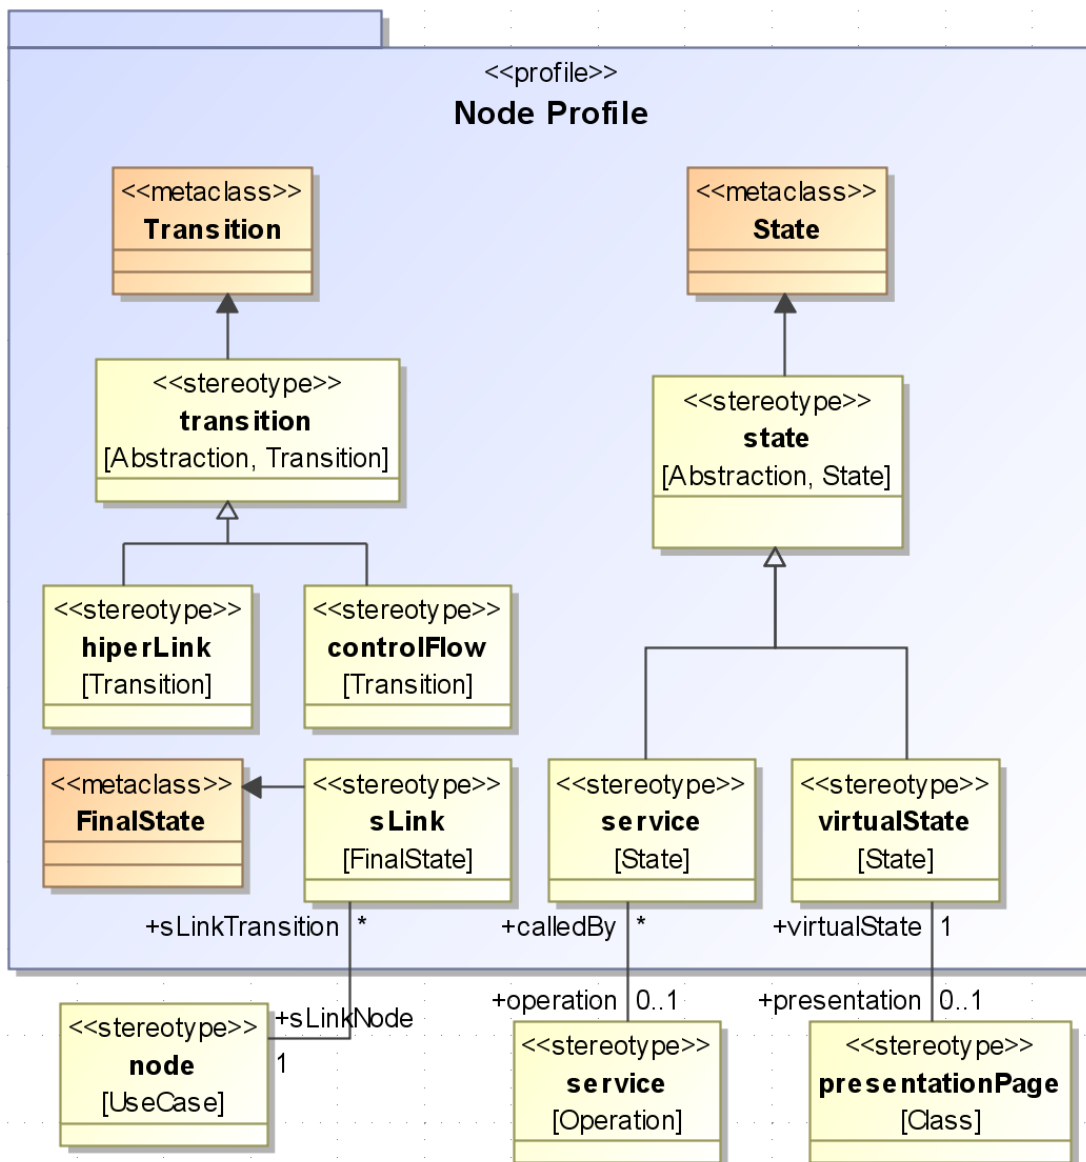 <<profile>>
Node Profile
<<metaclass>>
Transition
<<metaclass>>
State
<<stereotype>>
transition
[Abstraction, Transition]
<<stereotype>>
state
[Abstraction, State]
<<stereotype>>
hiperLink
[Transition]
<<stereotype>>
controlFlow
[Transition]
<<metaclass>>
FinalState
<<stereotype>>
sLink
[FinalState]
<<stereotype>>
service
[State]
<<stereotype>>
virtualState
[State]
+sLinkTransition *
+calledBy *
+virtualState 1
+sLinkNode
1
+operation 0..1
+presentation 0..1
<<stereotype>>
node
[UseCase]
<<stereotype>>
service
[Operation]
<<stereotype>>
presentationPage
[Class]